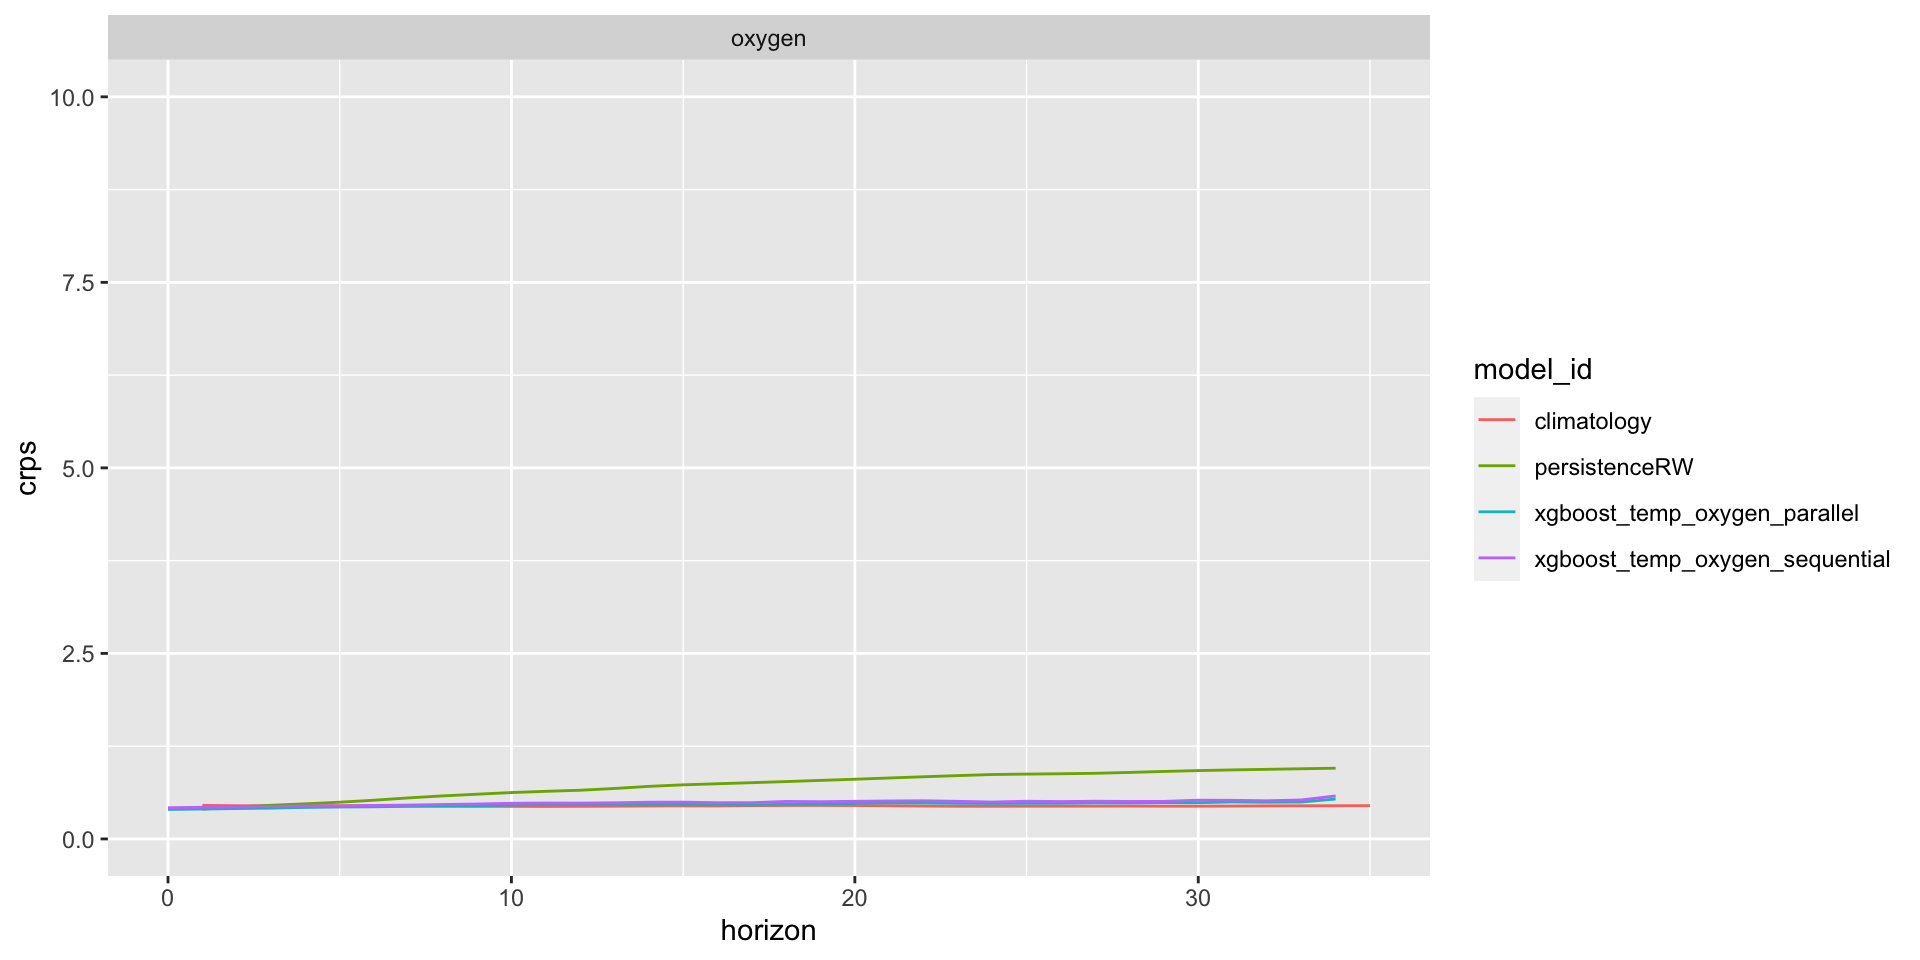 oxygen
10.0
7.5
5.0
2.5
0.0
crps
0 10 20 30
horizon
model_id
climatology
persistenceRW
xgboost_temp_oxygen_parallel
xgboost_temp_oxygen_sequential